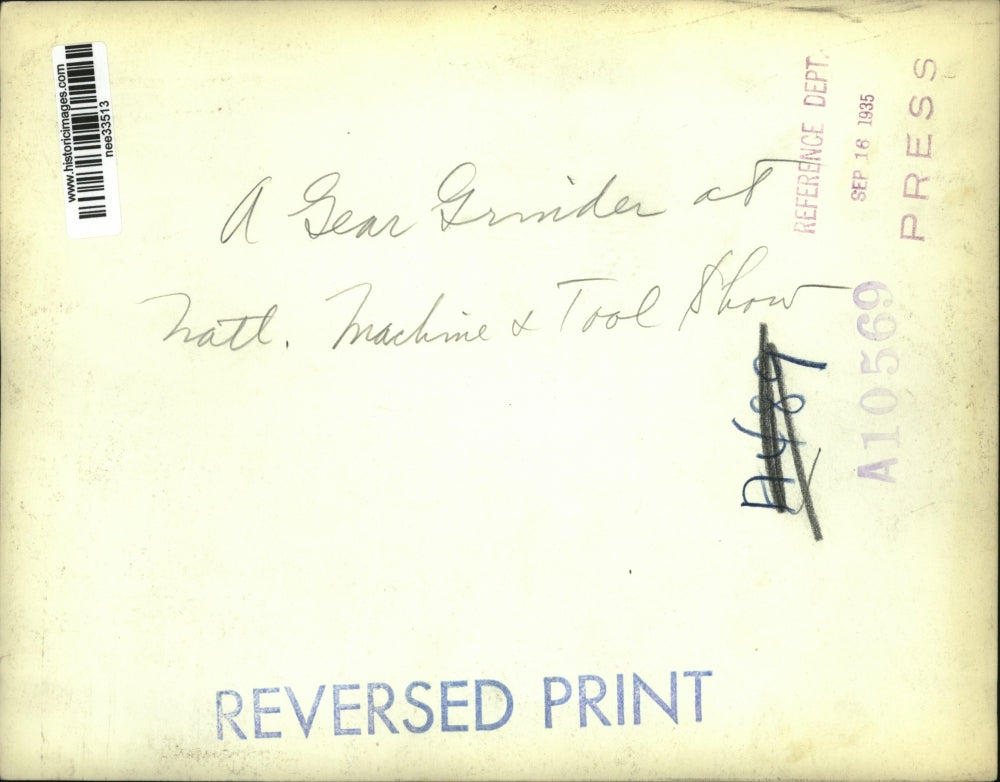 www.historicimages.com
nee33513
A Gear Grinder at
Natl. Machine & Tool Show
REFERENCE DEPT.
SEP 16 1935
PRESS
A10569
REVERSED PRINT